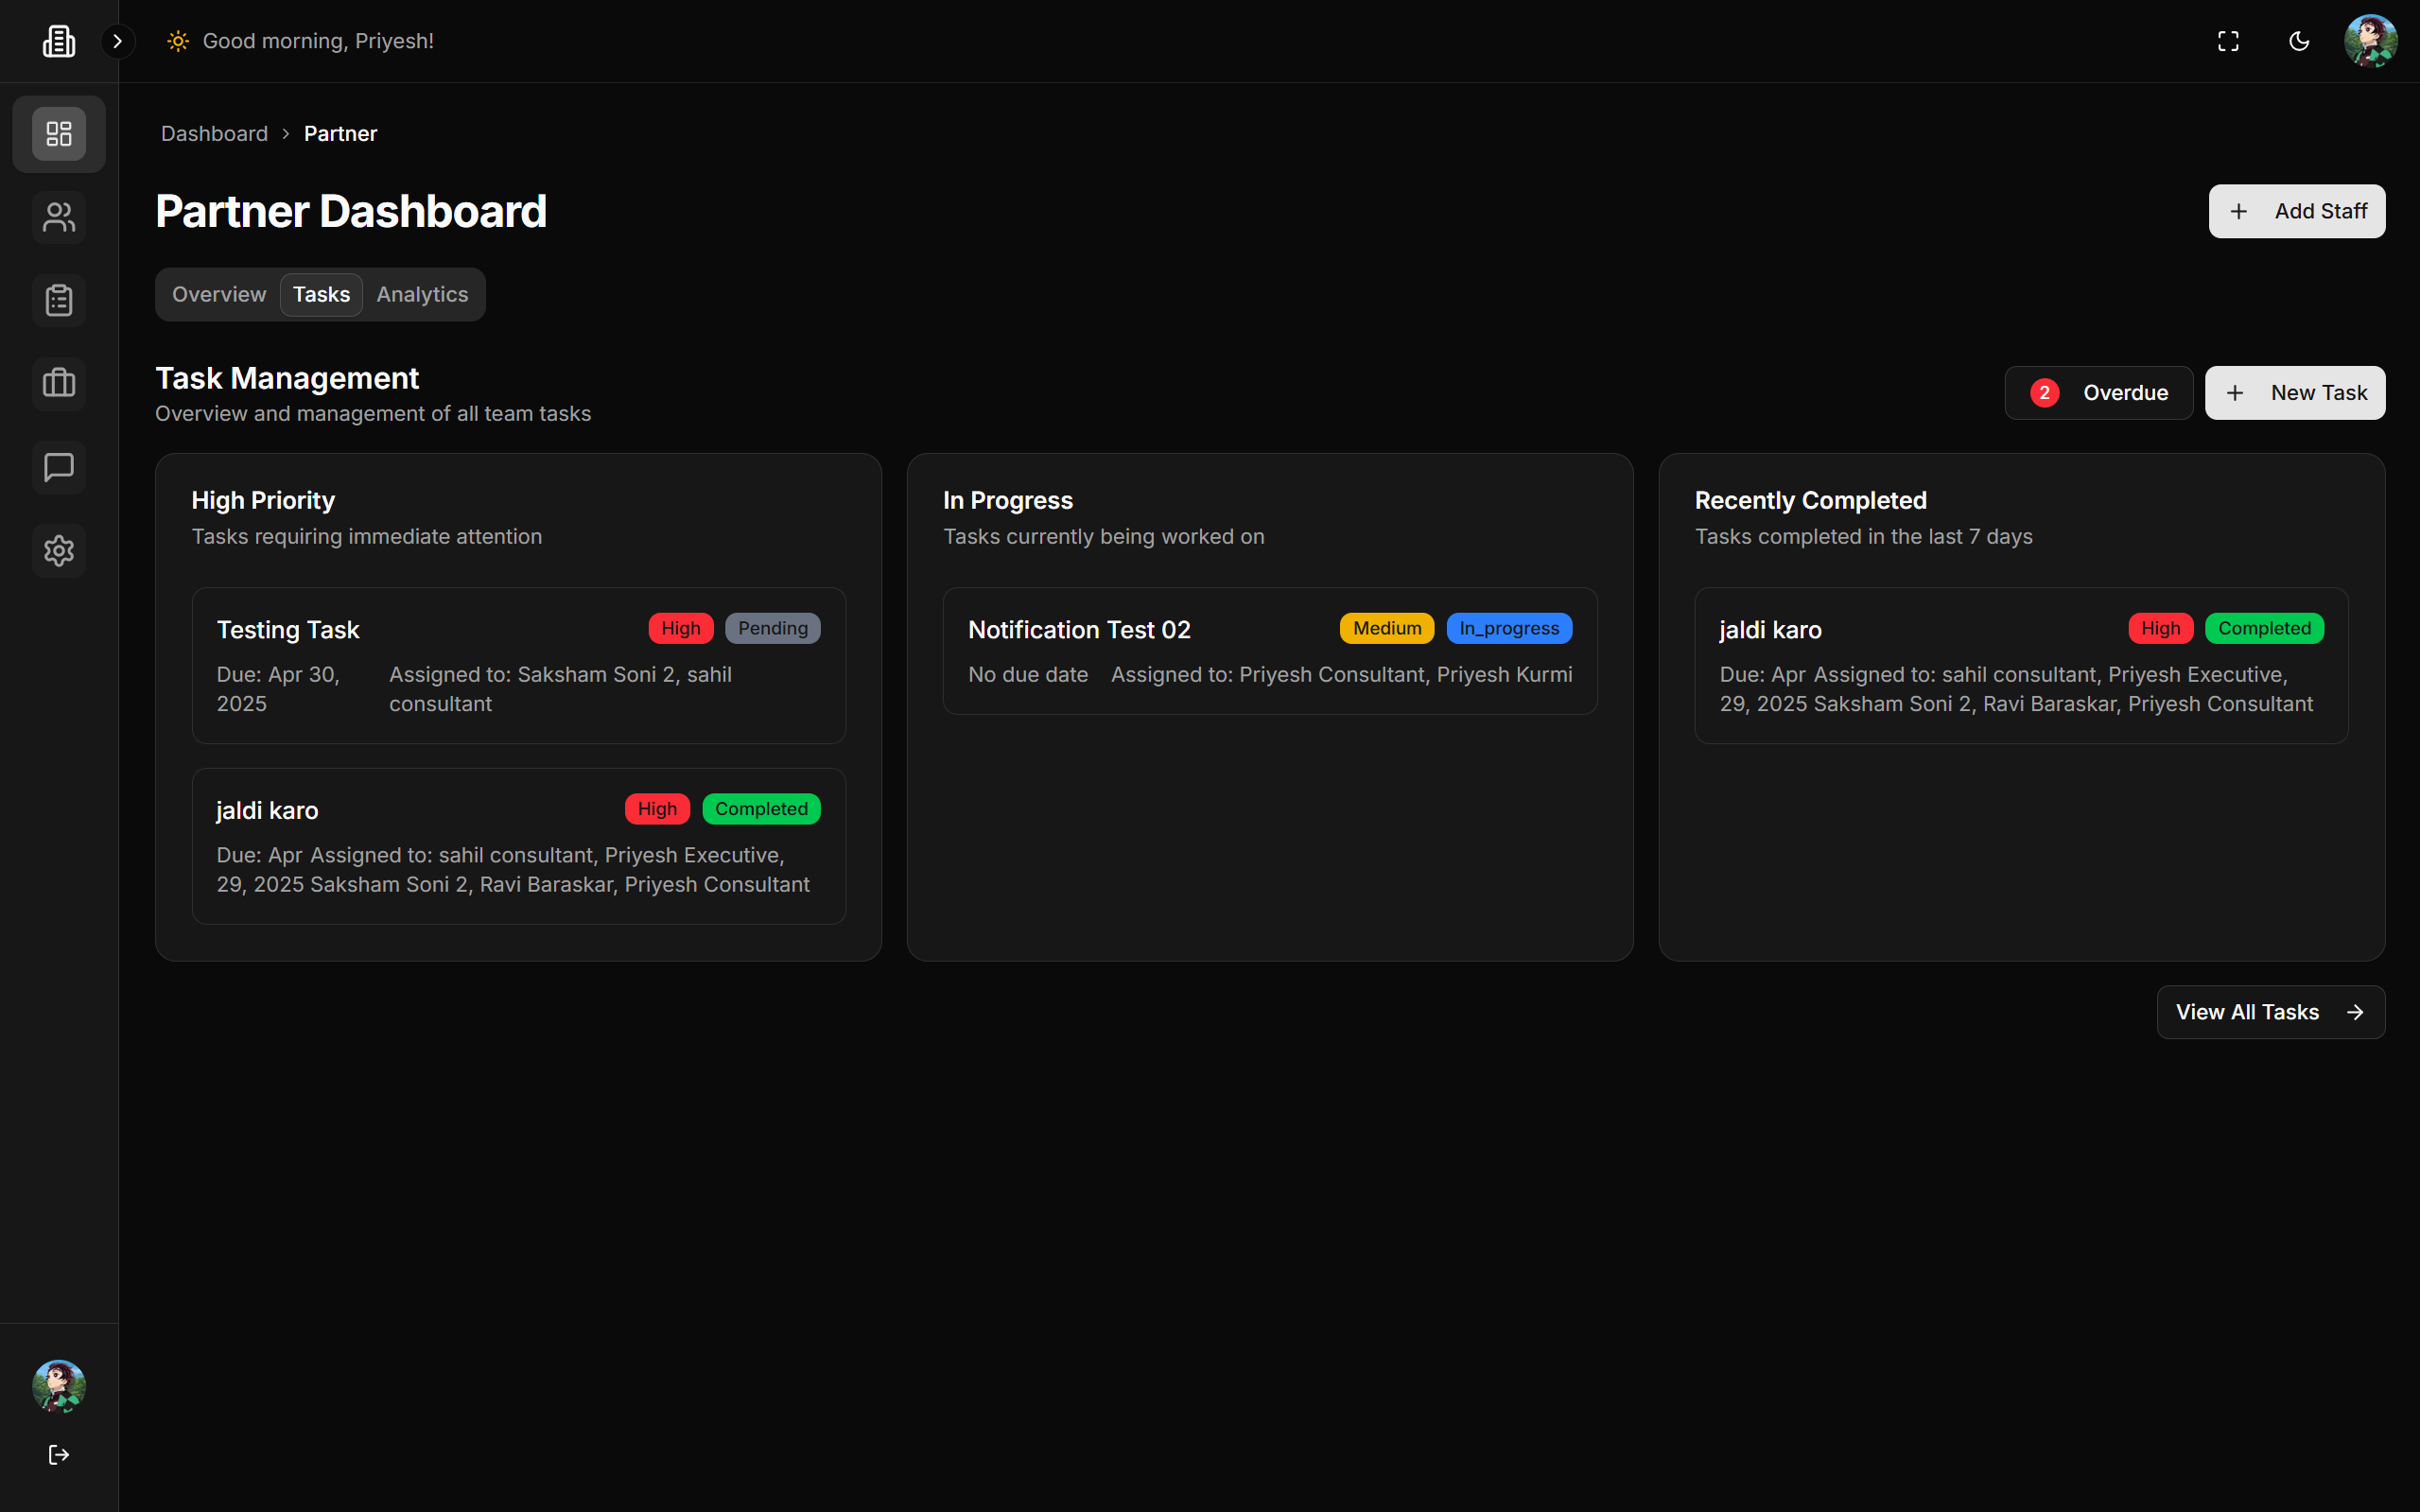 Good morning, Priyesh!
Dashboard
Partner
Partner Dashboard
Add Staff
Overview
Tasks
Analytics
Task Management
Overview and management of all team tasks
2 Overdue
New Task
High Priority
Tasks requiring immediate attention
Testing Task
High
Pending
Due: Apr 30,
2025
Assigned to: Saksham Soni 2, sahil
consultant
jaldi karo
High
Completed
Due: Apr
29, 2025
Assigned to: sahil consultant, Priyesh Executive,
Saksham Soni 2, Ravi Baraskar, Priyesh Consultant
In Progress
Tasks currently being worked on
Notification Test 02
Medium
In_progress
No due date
Assigned to: Priyesh Consultant, Priyesh Kurmi
Recently Completed
Tasks completed in the last 7 days
jaldi karo
High
Completed
Due: Apr
29, 2025
Assigned to: sahil consultant, Priyesh Executive,
Saksham Soni 2, Ravi Baraskar, Priyesh Consultant
View All Tasks